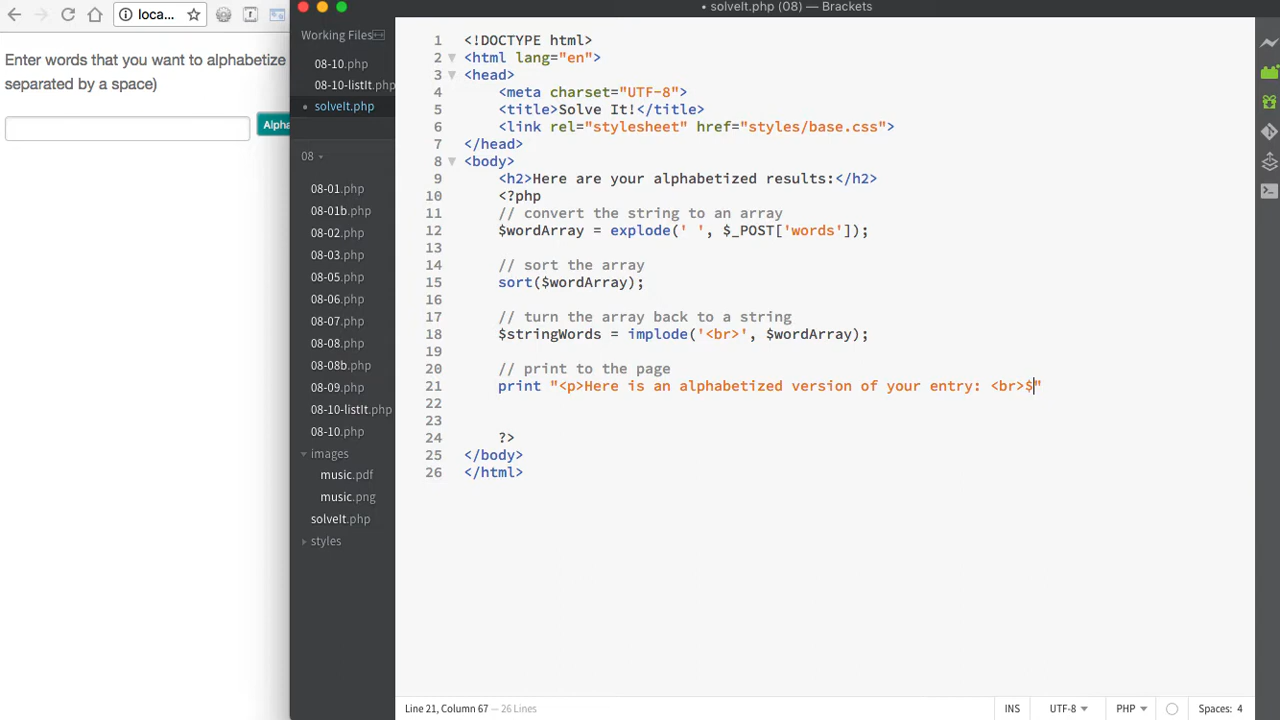 loca...
Enter words that you want to alphabetize
separated by a space)
Alpha
• solveIt.php (08) — Brackets
Working Files
08-10.php
08-10-listIt.php
• solveIt.php
08
08-01.php
08-01b.php
08-02.php
08-03.php
08-05.php
08-06.php
08-07.php
08-08.php
08-08b.php
08-09.php
08-10-listIt.php
08-10.php
images
music.pdf
music.png
solveIt.php
styles
1 <!DOCTYPE html>
2 <html lang="en">
3 <head>
4 <meta charset="UTF-8">
5 <title>Solve It!</title>
6 <link rel="stylesheet" href="styles/base.css">
7 </head>
8 <body>
9 <h2>Here are your alphabetized results:</h2>
10 <?php
11 // convert the string to an array
12 $wordArray = explode(' ', $_POST['words']);
13
14 // sort the array
15 sort($wordArray);
16
17 // turn the array back to a string
18 $stringWords = implode('<br>', $wordArray);
19
20 // print to the page
21 print "<p>Here is an alphabetized version of your entry: <br>$"
22
23
24 ?>
25 </body>
26 </html>
Line 21, Column 67 — 26 Lines
INS
UTF-8
PHP
Spaces: 4